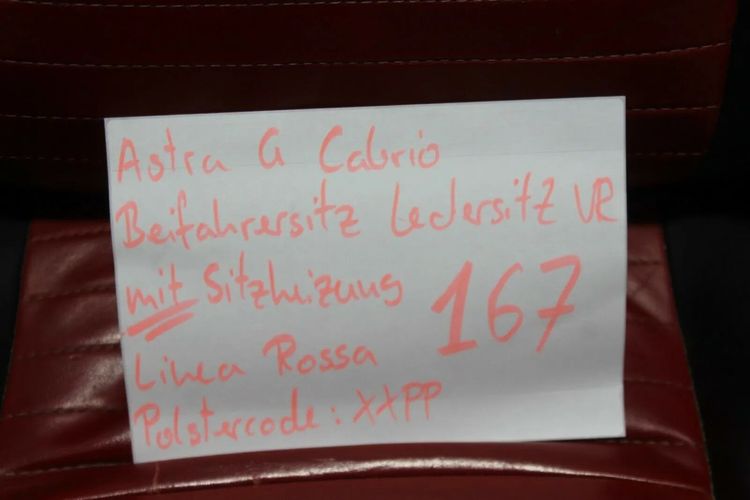 Astra G Cabrio
Beifahrersitz Ledersitz VR
mit Sitzheizung
167
Linea Rossa
Polstercode: XXPP